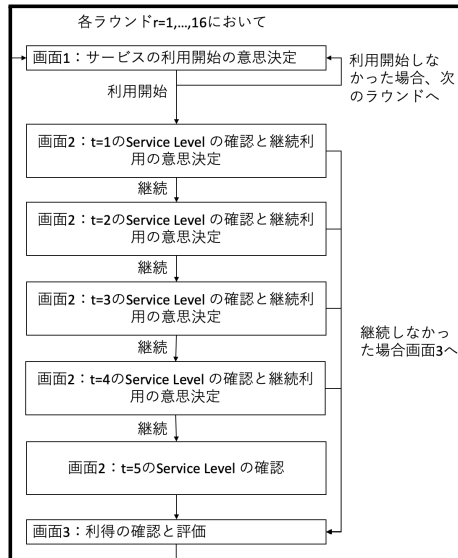 各ラウンドr=1,...,16において
画面1：サービスの利用開始の意思決定
利用開始しな
かった場合、次
のラウンドへ
利用開始
画面2：t=1のService Level の確認と継続利
用の意思決定
継続
画面2：t=2のService Level の確認と継続利
用の意思決定
継続
画面2：t=3のService Level の確認と継続利
用の意思決定
継続しなかっ
た場合画面3へ
継続
画面2：t=4のService Level の確認と継続利
用の意思決定
継続
画面2：t=5のService Level の確認
画面3：利得の確認と評価